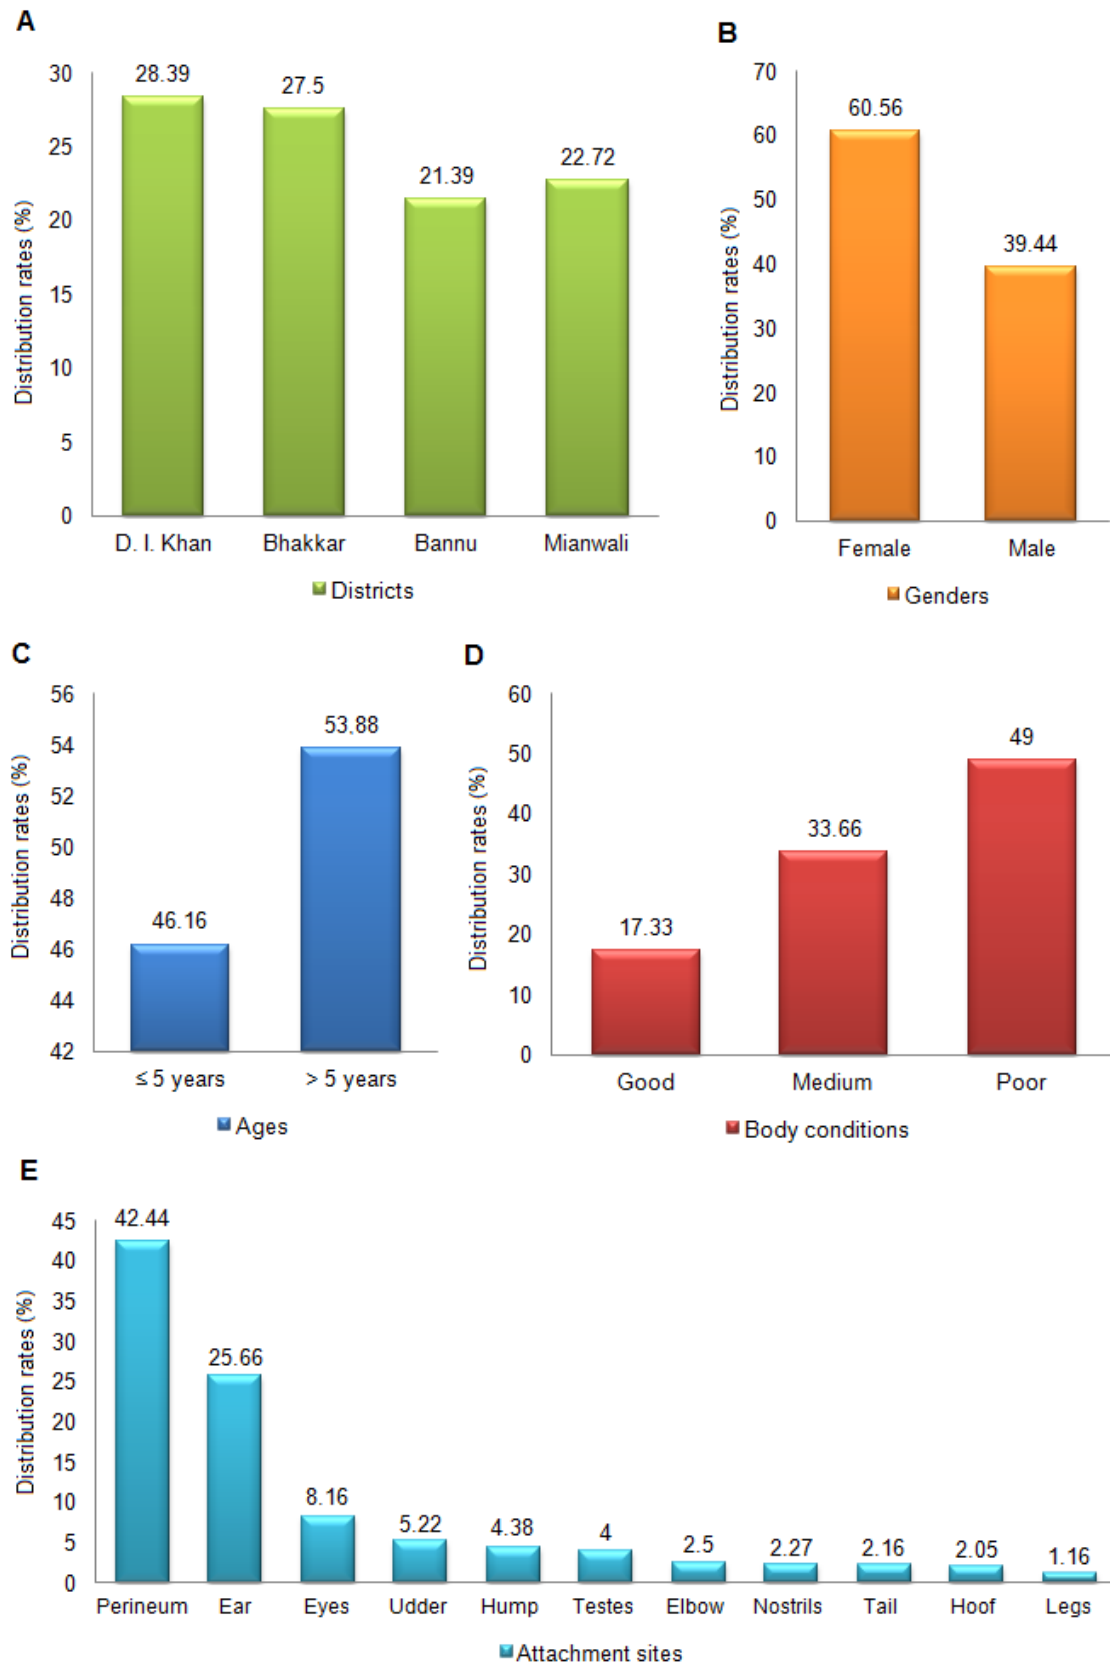 A
Distribution rates (%)
30
25
20
15
10
5
0
28.39
27.5
21.39
22.72
D. I. Khan
Bhakkar
Bannu
Mianwali
Districts
B
Distribution rates (%)
70
60
50
40
30
20
10
0
60.56
39.44
Female
Male
Genders
C
Distribution rates (%)
56
54
52
50
48
46
44
42
46.16
53.88
≤ 5 years
> 5 years
Ages
D
Distribution rates (%)
60
50
40
30
20
10
0
17.33
33.66
49
Good
Medium
Poor
Body conditions
E
Distribution rates (%)
45
40
35
30
25
20
15
10
5
0
42.44
25.66
8.16
5.22
4.38
4
2.5
2.27
2.16
2.05
1.16
Perineum
Ear
Eyes
Udder
Hump
Testes
Elbow
Nostrils
Tail
Hoof
Legs
Attachment sites